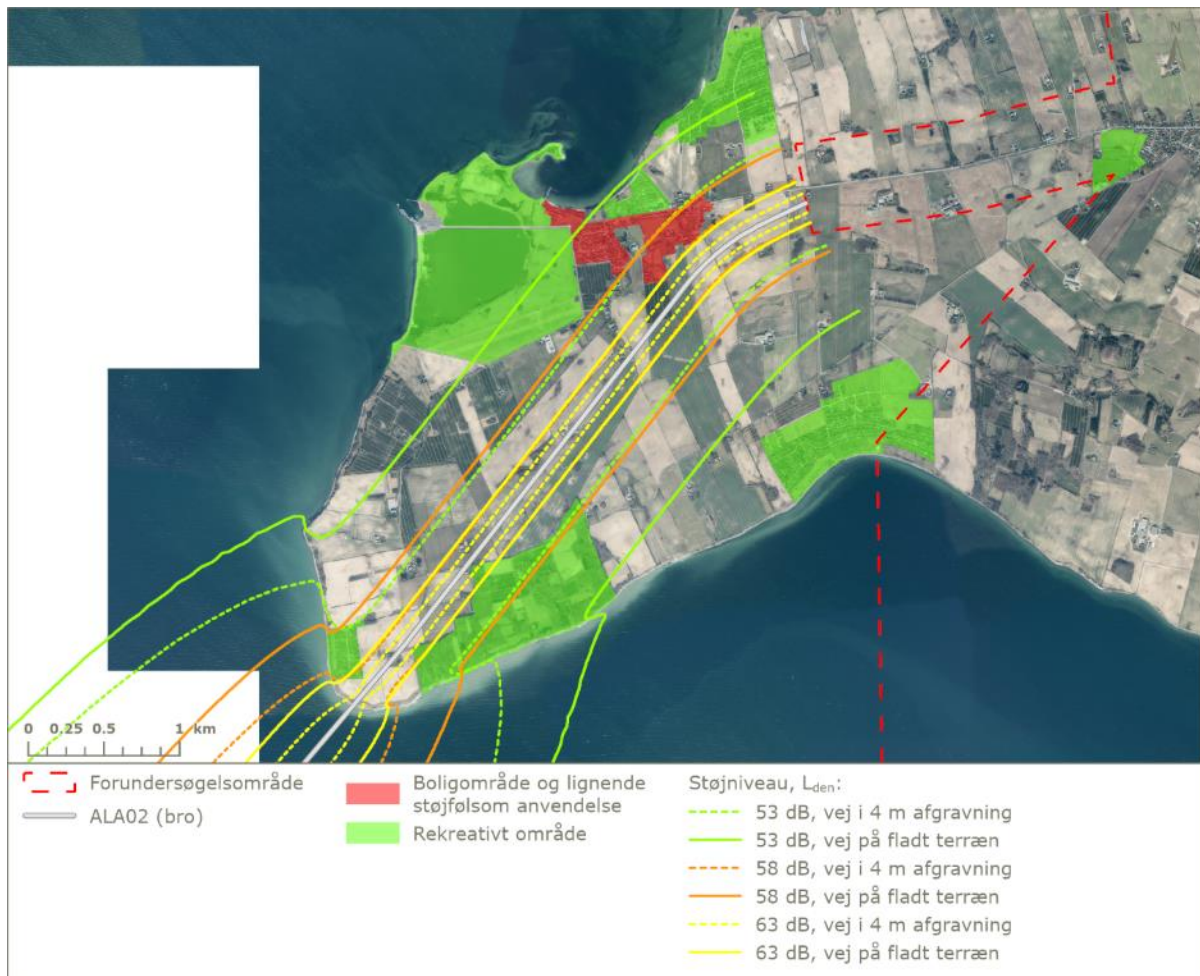 N
0 0.25 0.5 1 km
Forundersøgelsområde
ALA02 (bro)
Boligområde og lignende
støjfølsom anvendelse
Rekreativt område
Støjniveau, Lden:
53 dB, vej i 4 m afgravning
53 dB, vej på fladt terræn
58 dB, vej i 4 m afgravning
58 dB, vej på fladt terræn
63 dB, vej i 4 m afgravning
63 dB, vej på fladt terræn